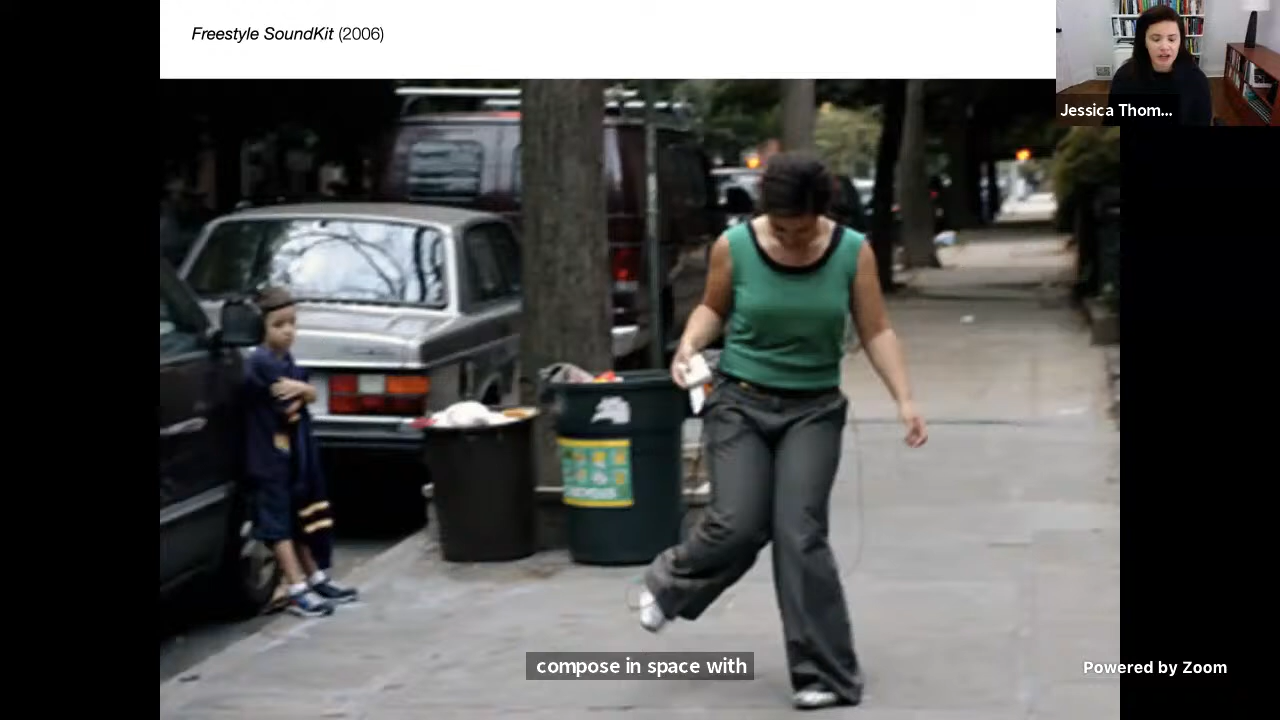 Freestyle SoundKit (2006)
Jessica Thom...
compose in space with
Powered by Zoom